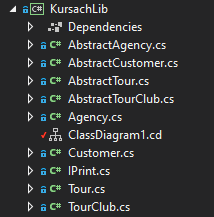 KursachLib
Dependencies
AbstractAgency.cs
AbstractCustomer.cs
AbstractTour.cs
AbstractTourClub.cs
Agency.cs
ClassDiagram1.cd
Customer.cs
IPrint.cs
Tour.cs
TourClub.cs